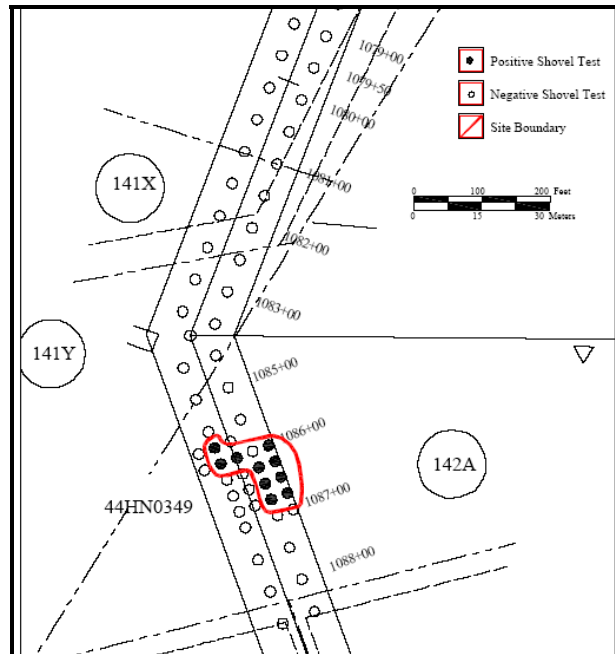 1079+00
1079+50
1080+00
1081+00
1082+00
1083+00
1085+00
1086+00
1087+00
1088+00
Positive Shovel Test
Negative Shovel Test
Site Boundary
0 100 200 Feet
0 15 30 Meters
141X
141Y
142A
44HN0349